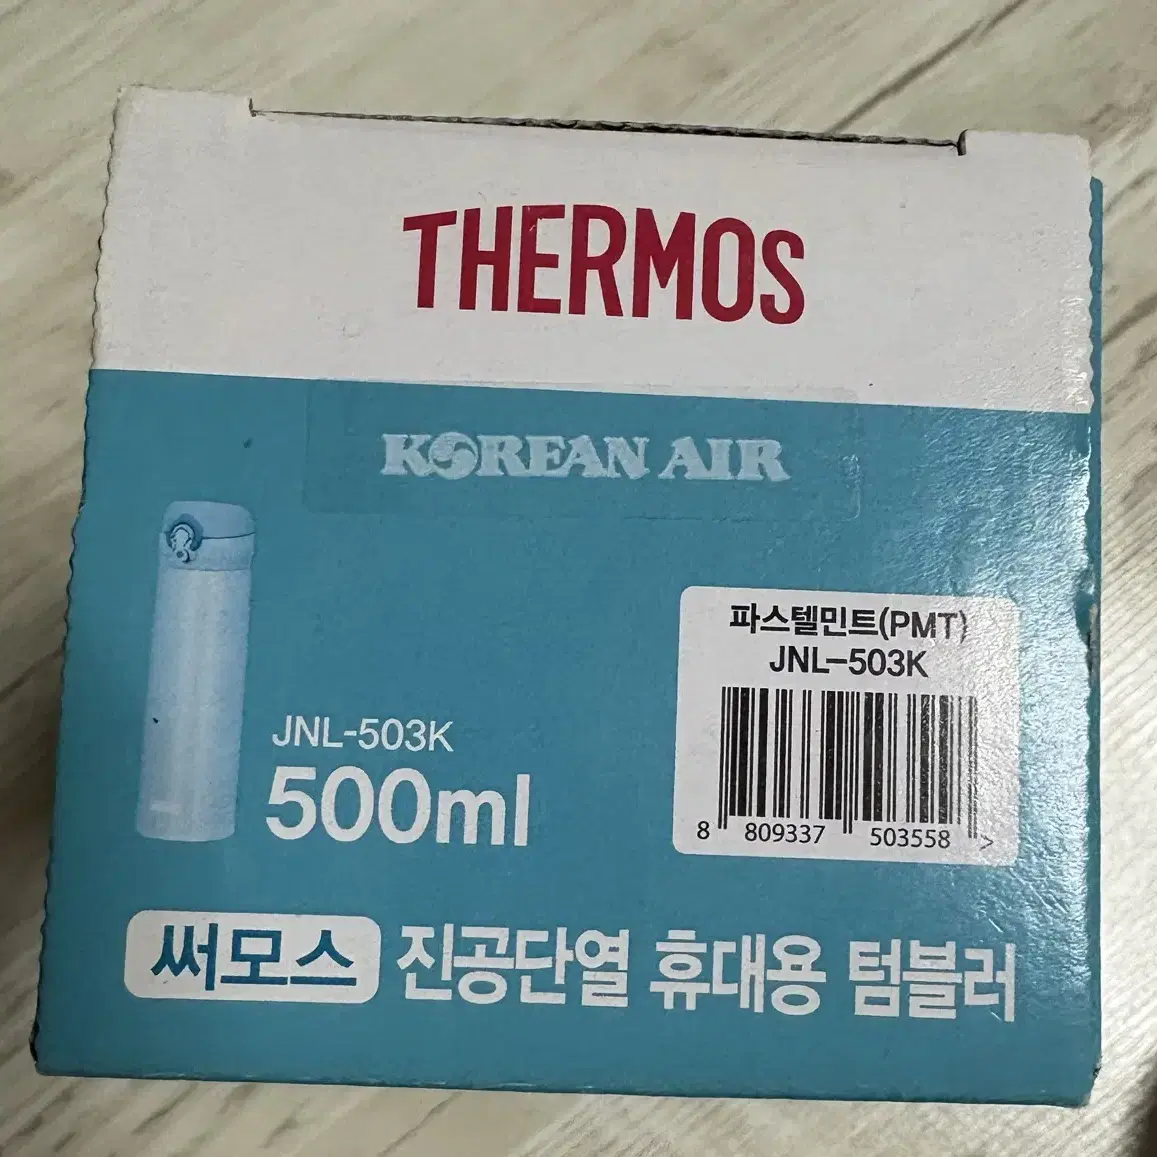 THERMOS
KOREAN AIR
파스텔민트(PMT)
JNL-503K
JNL-503K
500ml
8 809337 503558 >
써모스 진공단열 휴대용 텀블러